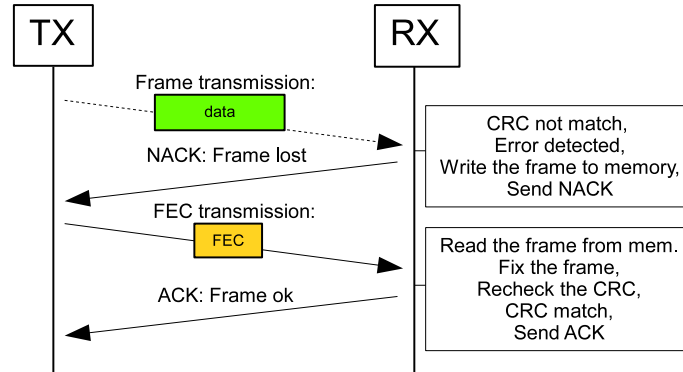 TX
RX
Frame transmission:
data
CRC not match,
Error detected,
Write the frame to memory,
Send NACK
NACK: Frame lost
FEC transmission:
FEC
Read the frame from mem.
Fix the frame,
Recheck the CRC,
CRC match,
Send ACK
ACK: Frame ok